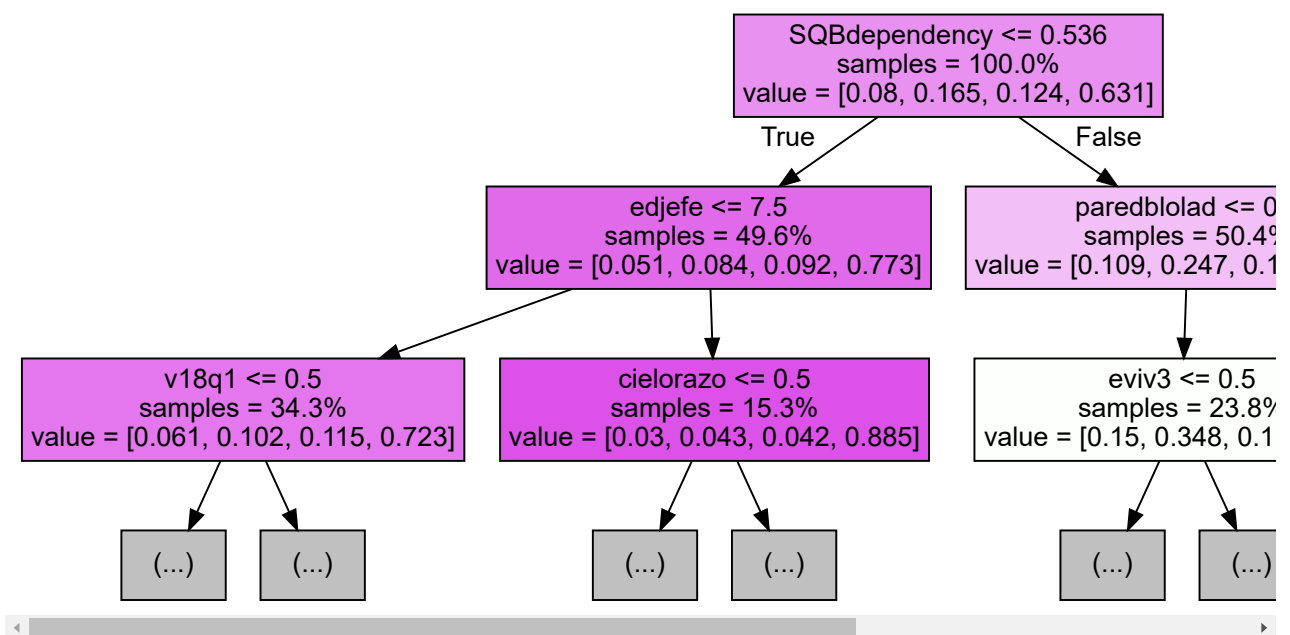 SQBdependency <= 0.536
samples = 100.0%
value = [0.08, 0.165, 0.124, 0.631]
True
False
edjefe <= 7.5
samples = 49.6%
value = [0.051, 0.084, 0.092, 0.773]
paredblolad <= 0
samples = 50.4%
value = [0.109, 0.247, 0.1
v18q1 <= 0.5
samples = 34.3%
value = [0.061, 0.102, 0.115, 0.723]
cielorazo <= 0.5
samples = 15.3%
value = [0.03, 0.043, 0.042, 0.885]
eviv3 <= 0.5
samples = 23.8%
value = [0.15, 0.348, 0.1
(...)
(...)
(...)
(...)
(...)
(...)